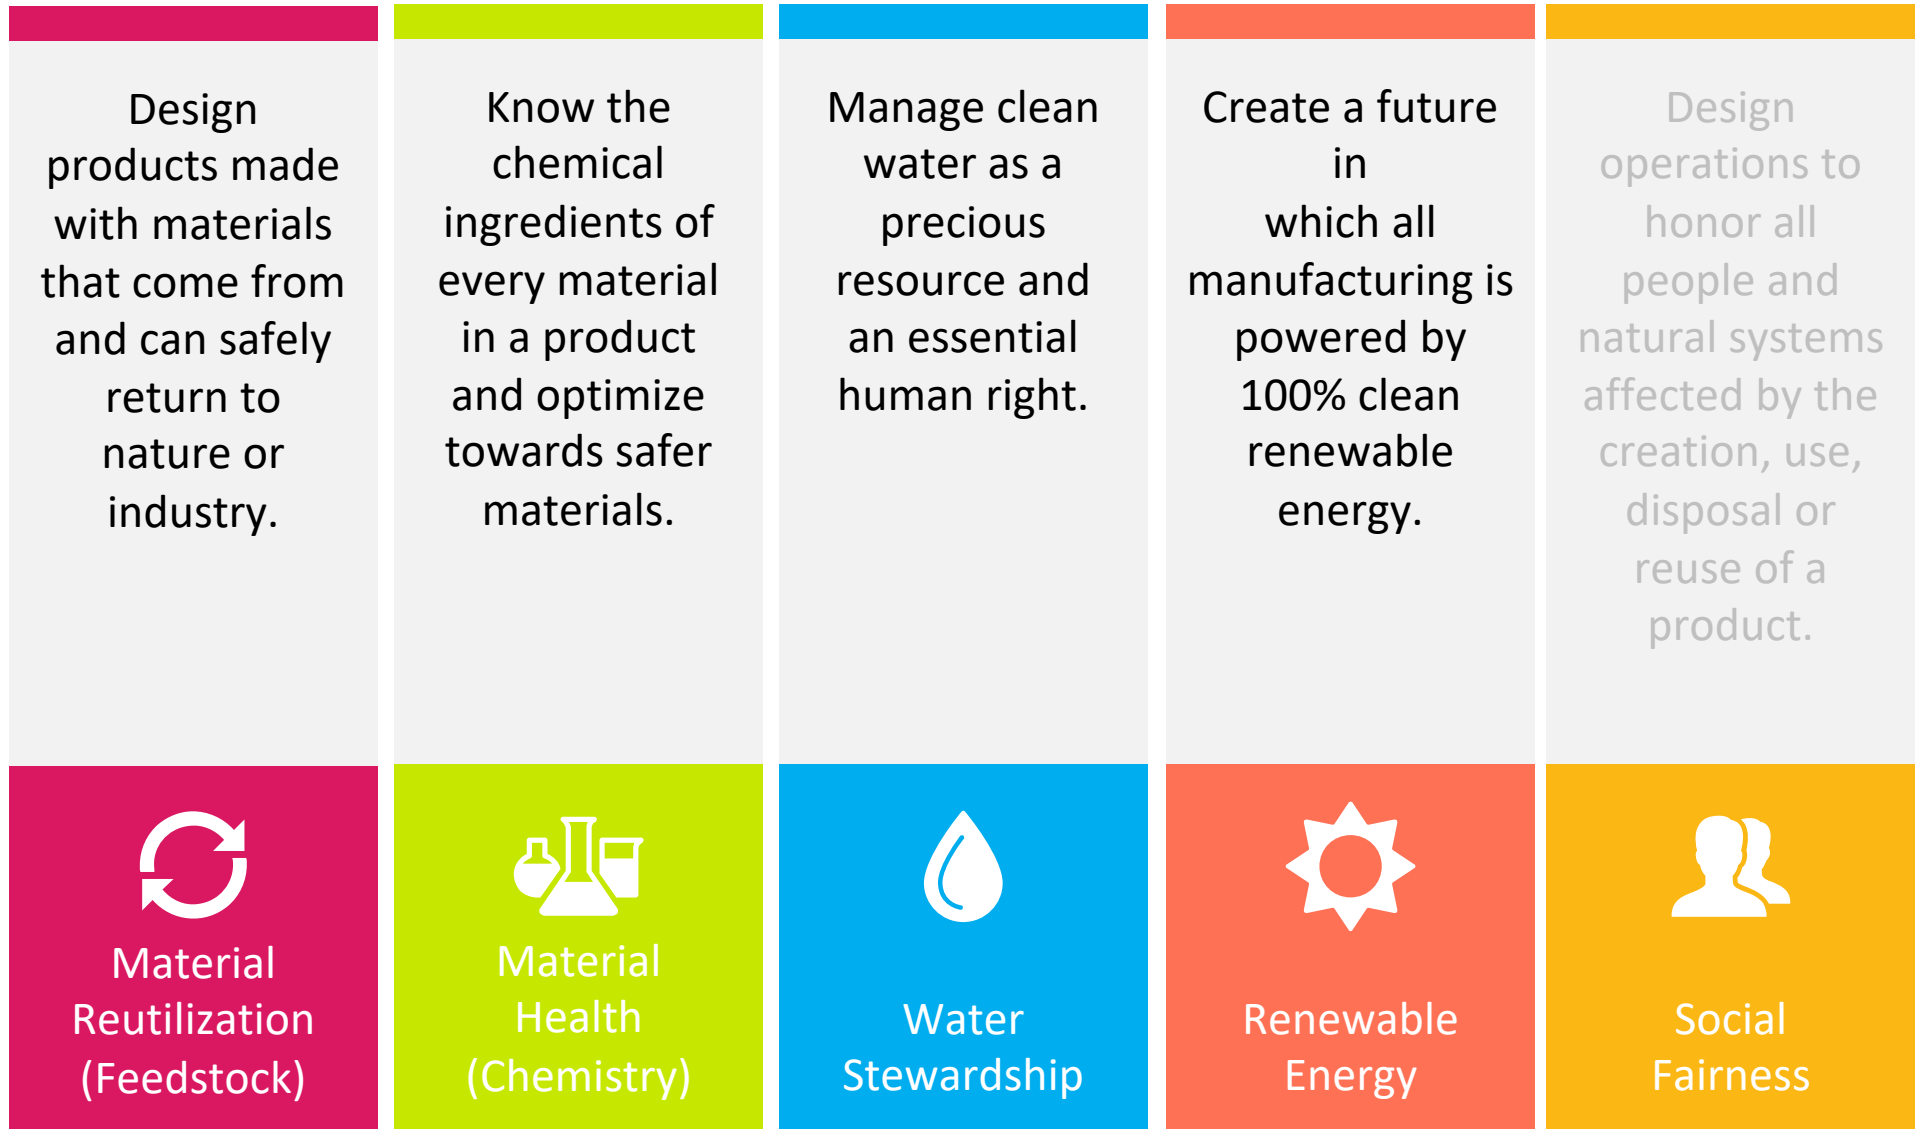 Design
products made
with materials
that come from
and can safely
return to
nature or
industry.
Material
Reutilization
(Feedstock)
Know the
chemical
ingredients of
every material
in a product
and optimize
towards safer
materials.
Material
Health
(Chemistry)
Manage clean
water as a
precious
resource and
an essential
human right.
Water
Stewardship
Create a future
in
which all
manufacturing is
powered by
100% clean
renewable
energy.
Renewable
Energy
Design
operations to
honor all
people and
natural systems
affected by the
creation, use,
disposal or
reuse of a
product.
Social
Fairness